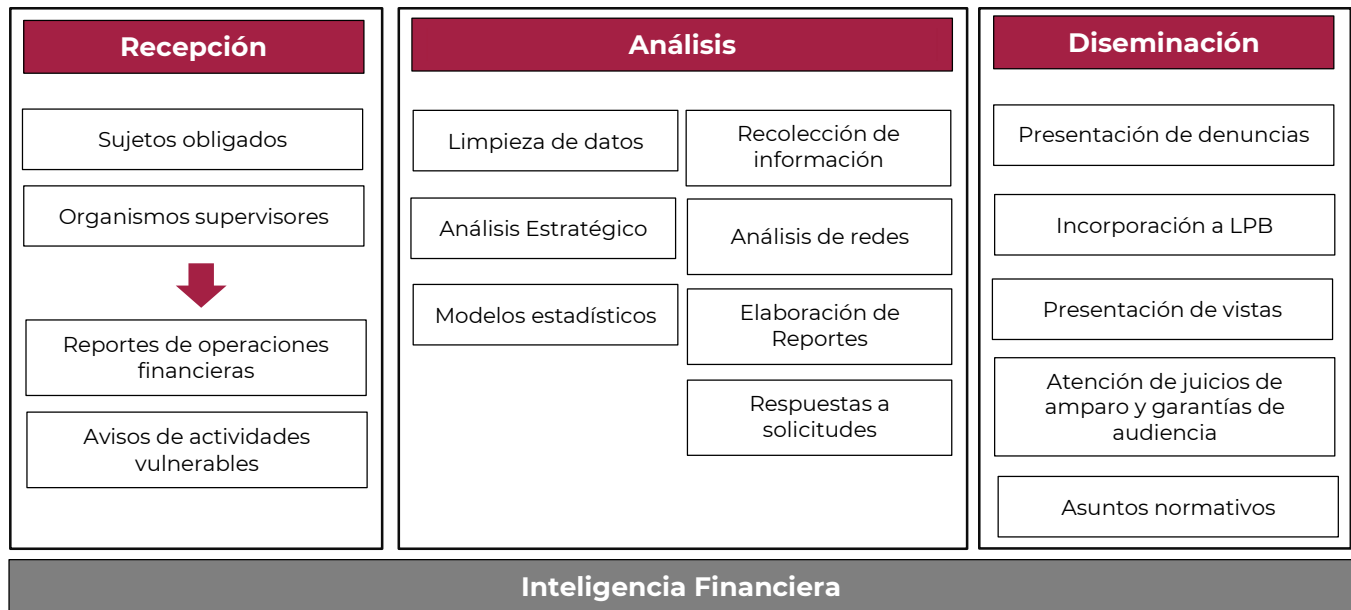 Recepción
Sujetos obligados
Organismos supervisores
Reportes de operaciones
financieras
Avisos de actividades
vulnerables
Análisis
Limpieza de datos
Análisis Estratégico
Modelos estadísticos
Recolección de
información
Análisis de redes
Elaboración de
Reportes
Respuestas a
solicitudes
Diseminación
Presentación de denuncias
Incorporación a LPB
Presentación de vistas
Atención de juicios de
amparo y garantías de
audiencia
Asuntos normativos
Inteligencia Financiera